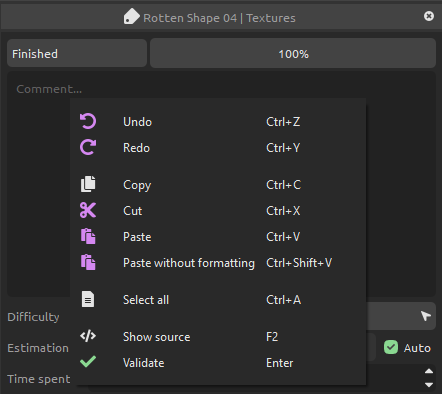 Rotten Shape 04 | Textures
Finished
100%
Comment...
Undo Ctrl+Z
Redo Ctrl+Y
Copy Ctrl+C
Cut Ctrl+X
Paste Ctrl+V
Paste without formatting Ctrl+Shift+V
Select all Ctrl+A
Difficulty
Show source F2
Estimation
Auto
Validate Enter
Time spent